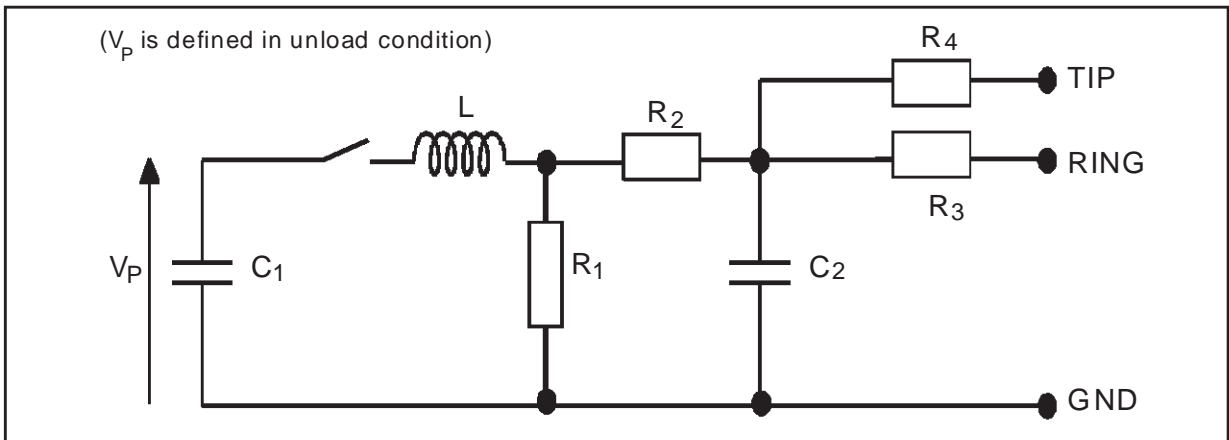 (VP is defined in unload condition)
R4
TIP
L
R2
RING
R3
VP
C1
R1
C2
GND